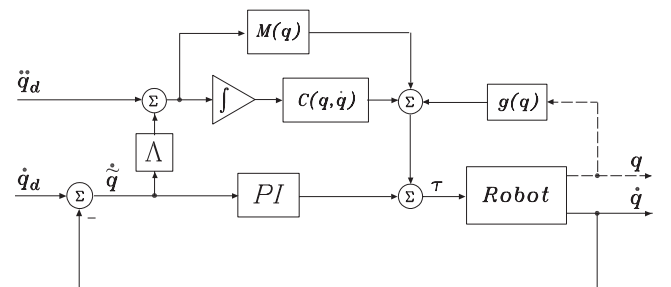 M(q)
q̈_d
Σ
∫
C(q,q̇)
Σ
g(q)
Λ
q̇_d
Σ
q̃̇
PI
Σ
τ
Robot
q
q̇
−